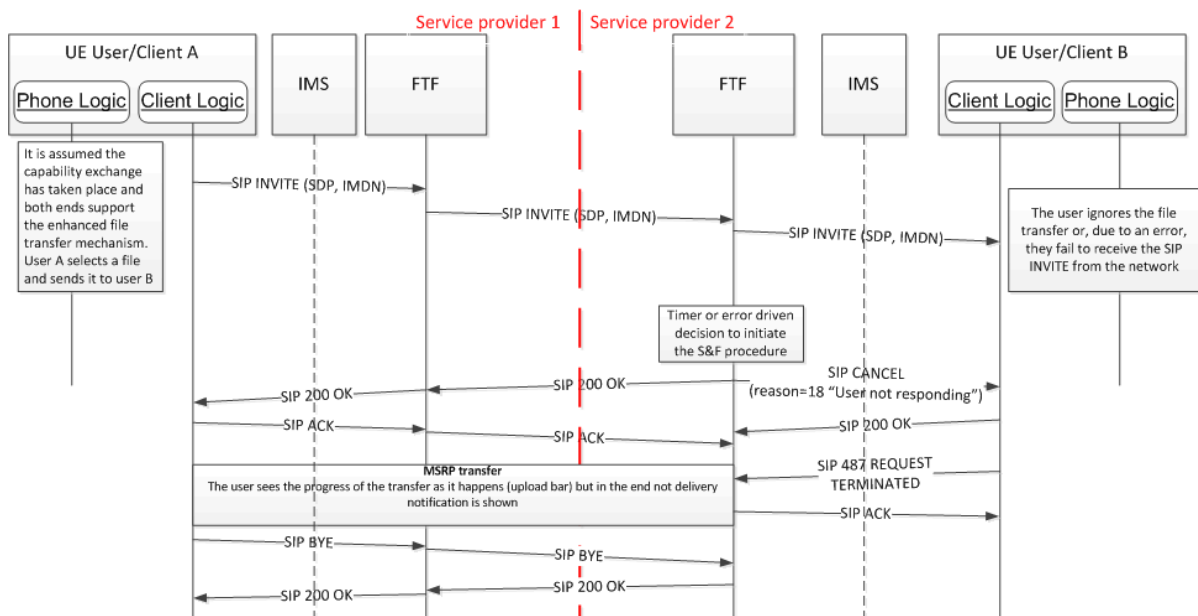 Service provider 1
Service provider 2
UE User/Client A
Phone Logic
Client Logic
IMS
FTF
FTF
IMS
UE User/Client B
Client Logic
Phone Logic
It is assumed the
capability exchange
has taken place and
both ends support
the enhanced file
transfer mechanism.
User A selects a file
and sends it to user B
SIP INVITE (SDP, IMDN)
SIP INVITE (SDP, IMDN)
SIP INVITE (SDP, IMDN)
The user ignores the file
transfer or, due to an error,
they fail to receive the SIP
INVITE from the network
Timer or error driven
decision to initiate
the S&F procedure
SIP CANCEL
(reason=18 “User not responding”)
SIP 200 OK
SIP 200 OK
SIP 200 OK
SIP ACK
SIP ACK
MSRP transfer
The user sees the progress of the transfer as it happens (upload bar) but in the end not delivery
notification is shown
SIP 487 REQUEST
TERMINATED
SIP ACK
SIP BYE
SIP BYE
SIP 200 OK
SIP 200 OK